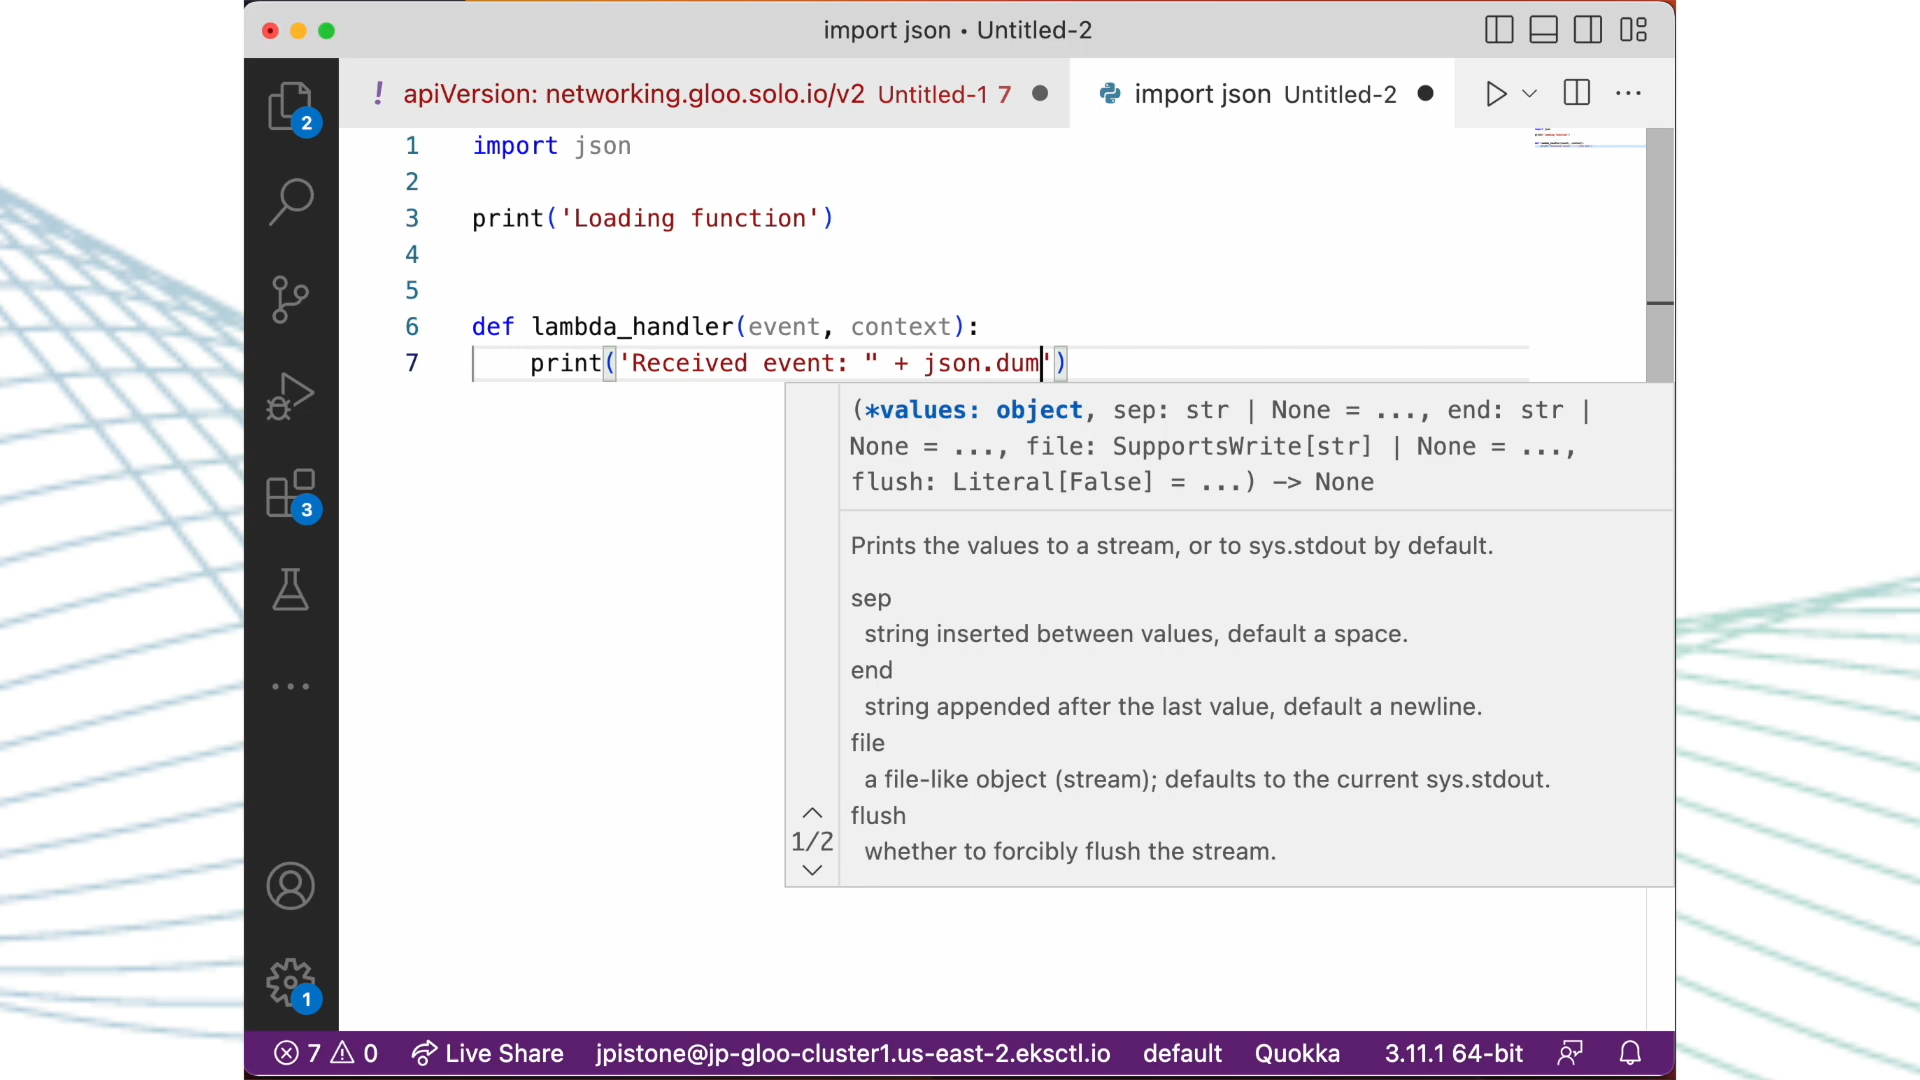 import json • Untitled-2
! apiVersion: networking.gloo.solo.io/v2 Untitled-1 7
import json Untitled-2
2
3
1
1 import json
2
3 print('Loading function')
4
5
6 def lambda_handler(event, context):
7 print('Received event: " + json.dum')
(*values: object, sep: str | None = ..., end: str |
None = ..., file: SupportsWrite[str] | None = ...,
flush: Literal[False] = ...) -> None
Prints the values to a stream, or to sys.stdout by default.
sep
string inserted between values, default a space.
end
string appended after the last value, default a newline.
file
a file-like object (stream); defaults to the current sys.stdout.
flush
whether to forcibly flush the stream.
1/2
7 0 Live Share jpistone@jp-gloo-cluster1.us-east-2.eksctl.io default Quokka 3.11.1 64-bit